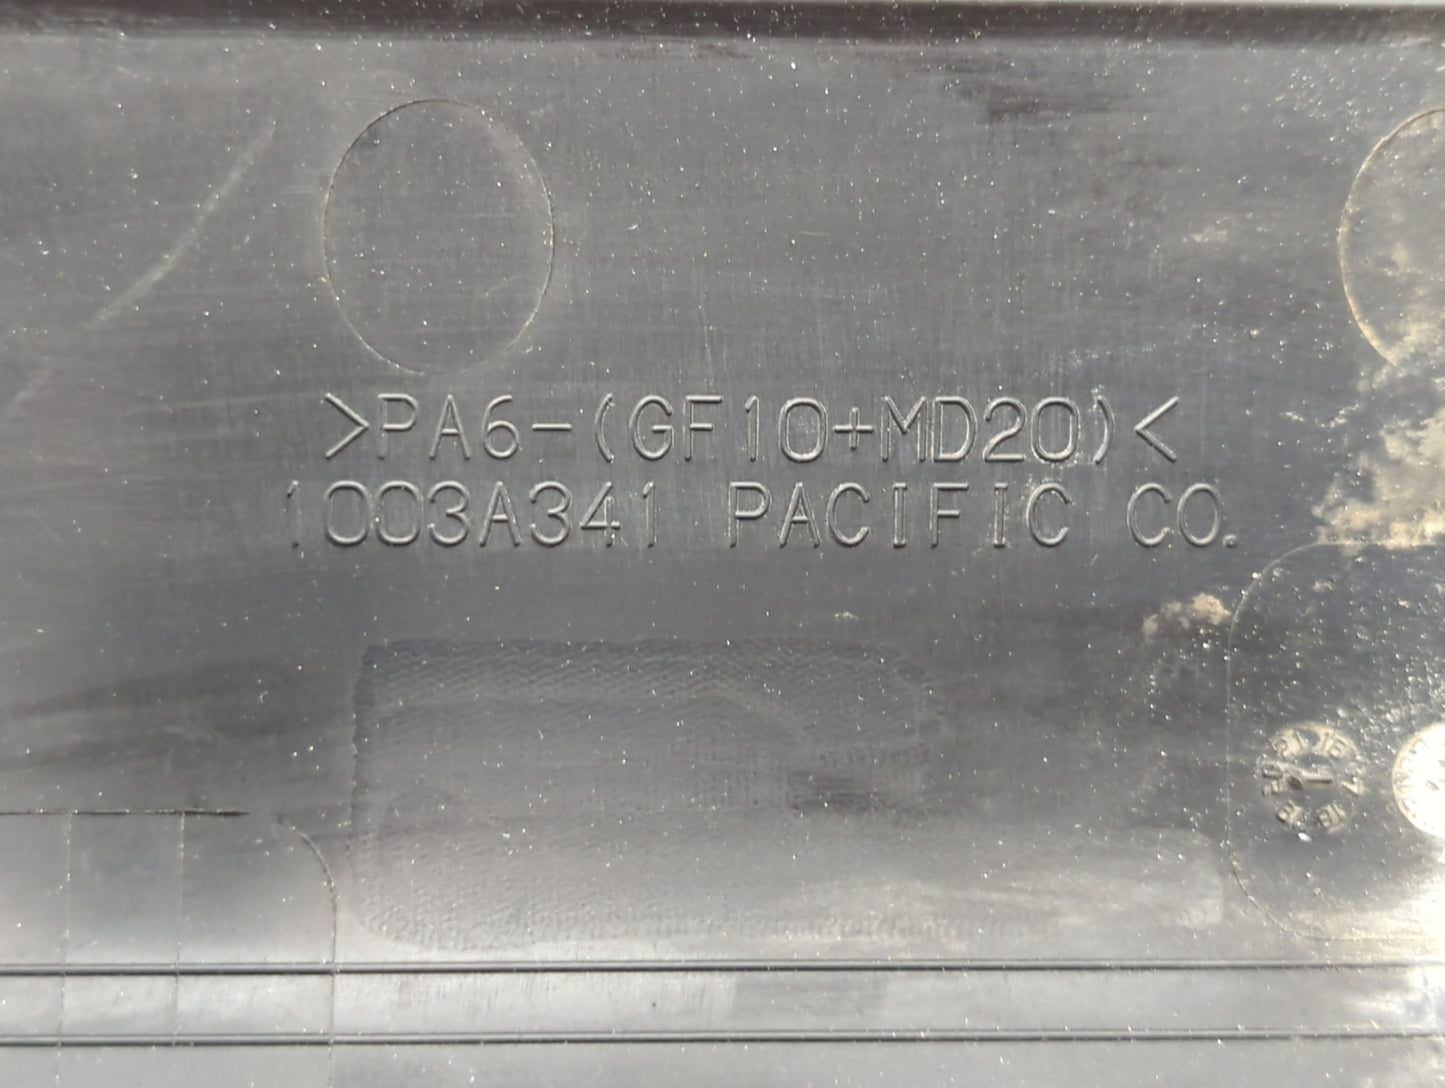 >PA6-(GF10+MD20)<
1003A341 PACIFIC CO.